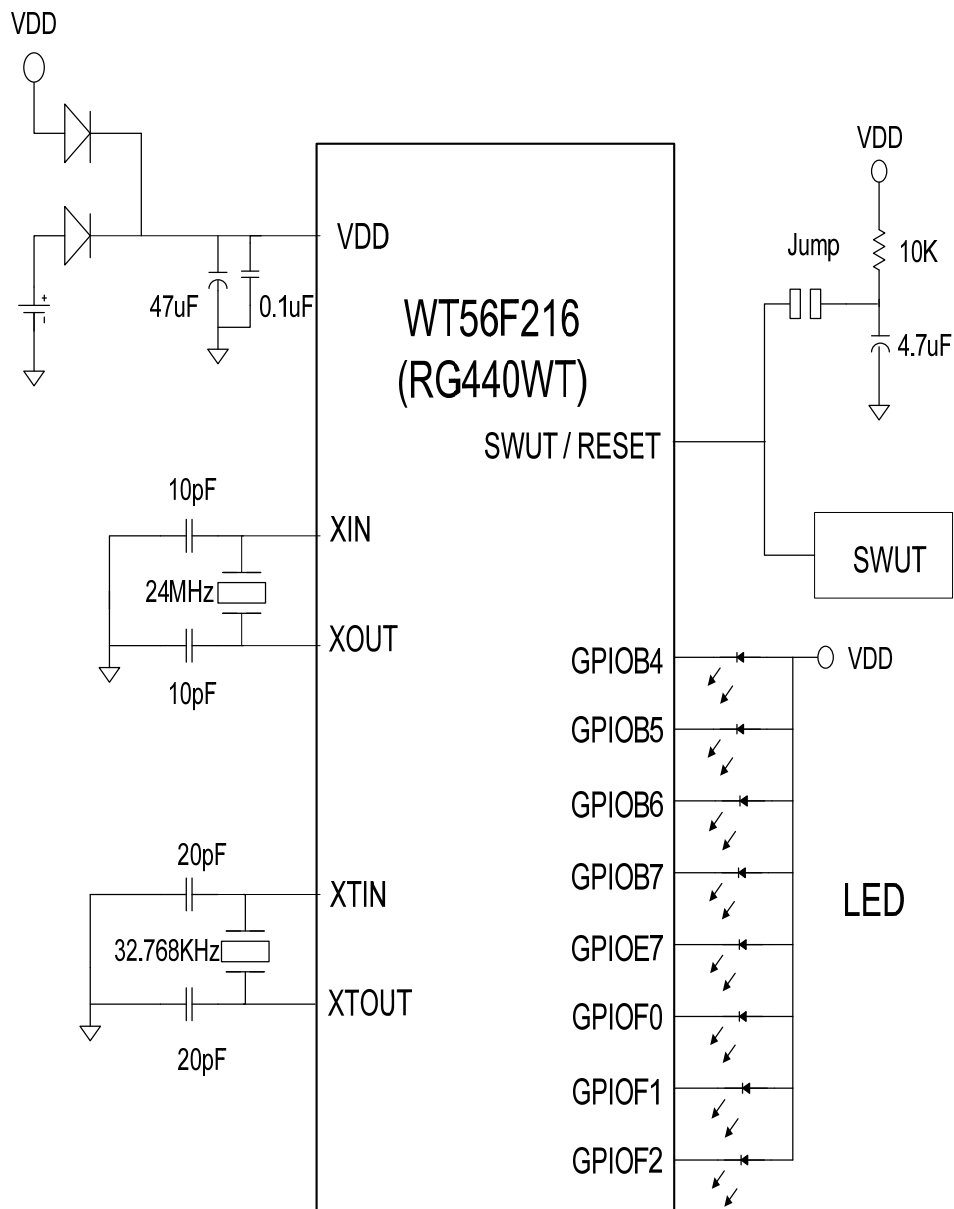 VDD
VDD
47uF
0.1uF
+
-
WT56F216
(RG440WT)
VDD
Jump
10K
4.7uF
SWUT / RESET
SWUT
10pF
XIN
24MHz
XOUT
10pF
GPIOB4
VDD
GPIOB5
GPIOB6
GPIOB7
LED
GPIOE7
GPIOF0
GPIOF1
GPIOF2
20pF
XTIN
32.768KHz
XTOUT
20pF